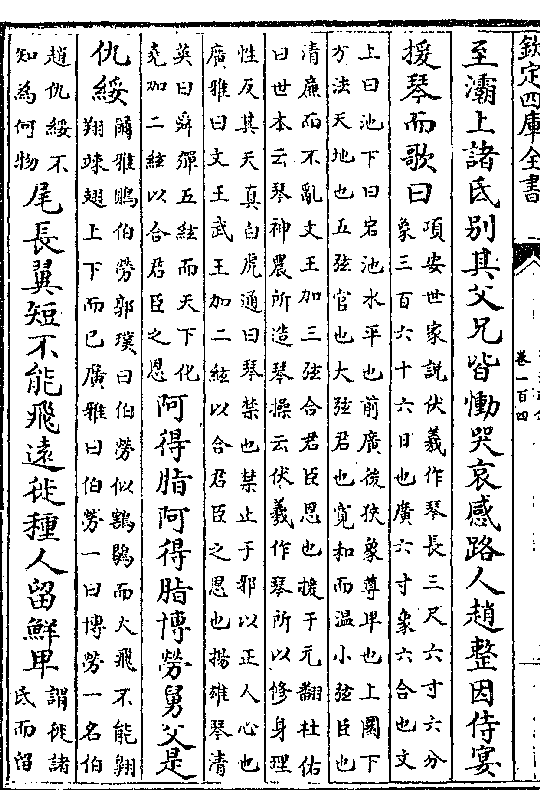 欽定四庫全書
卷一百四
至灞上諸氐別其父兄皆慟哭哀感路人趙整因侍宴
援琴而歌曰
項安世家説伏羲作琴長三尺六寸六分
象三百六十六日也廣六寸象六合也文
上曰池下曰宕池水平也前廣後狹象尊卑也上圜下
方法天地也五弦官也大弦君也寛和而温小弦臣也
清廉而不亂文王加三弦合君臣恩也援于元翻杜佑
曰世本云琴神農所造琴操云伏羲作琴所以修身理
性反其天真白虎通曰琴禁也禁止于邪以正人心也
廣雅曰文王武王加二絃以合君臣之恩也揚雄琴清
英曰舜彈五絃而天下化
堯加二絃以合君臣之恩
阿得脂阿得脂博勞舅父是
仇綏
爾雅鵙伯勞郭璞曰伯勞似鶷鶡而大飛不能翺
翔竦翅上下而已廣雅曰伯勞一曰博勞一名伯
趙仇綏不
知為何物
尾長翼短不能飛遠徙種人留鮮卑
謂徙諸
氐而留